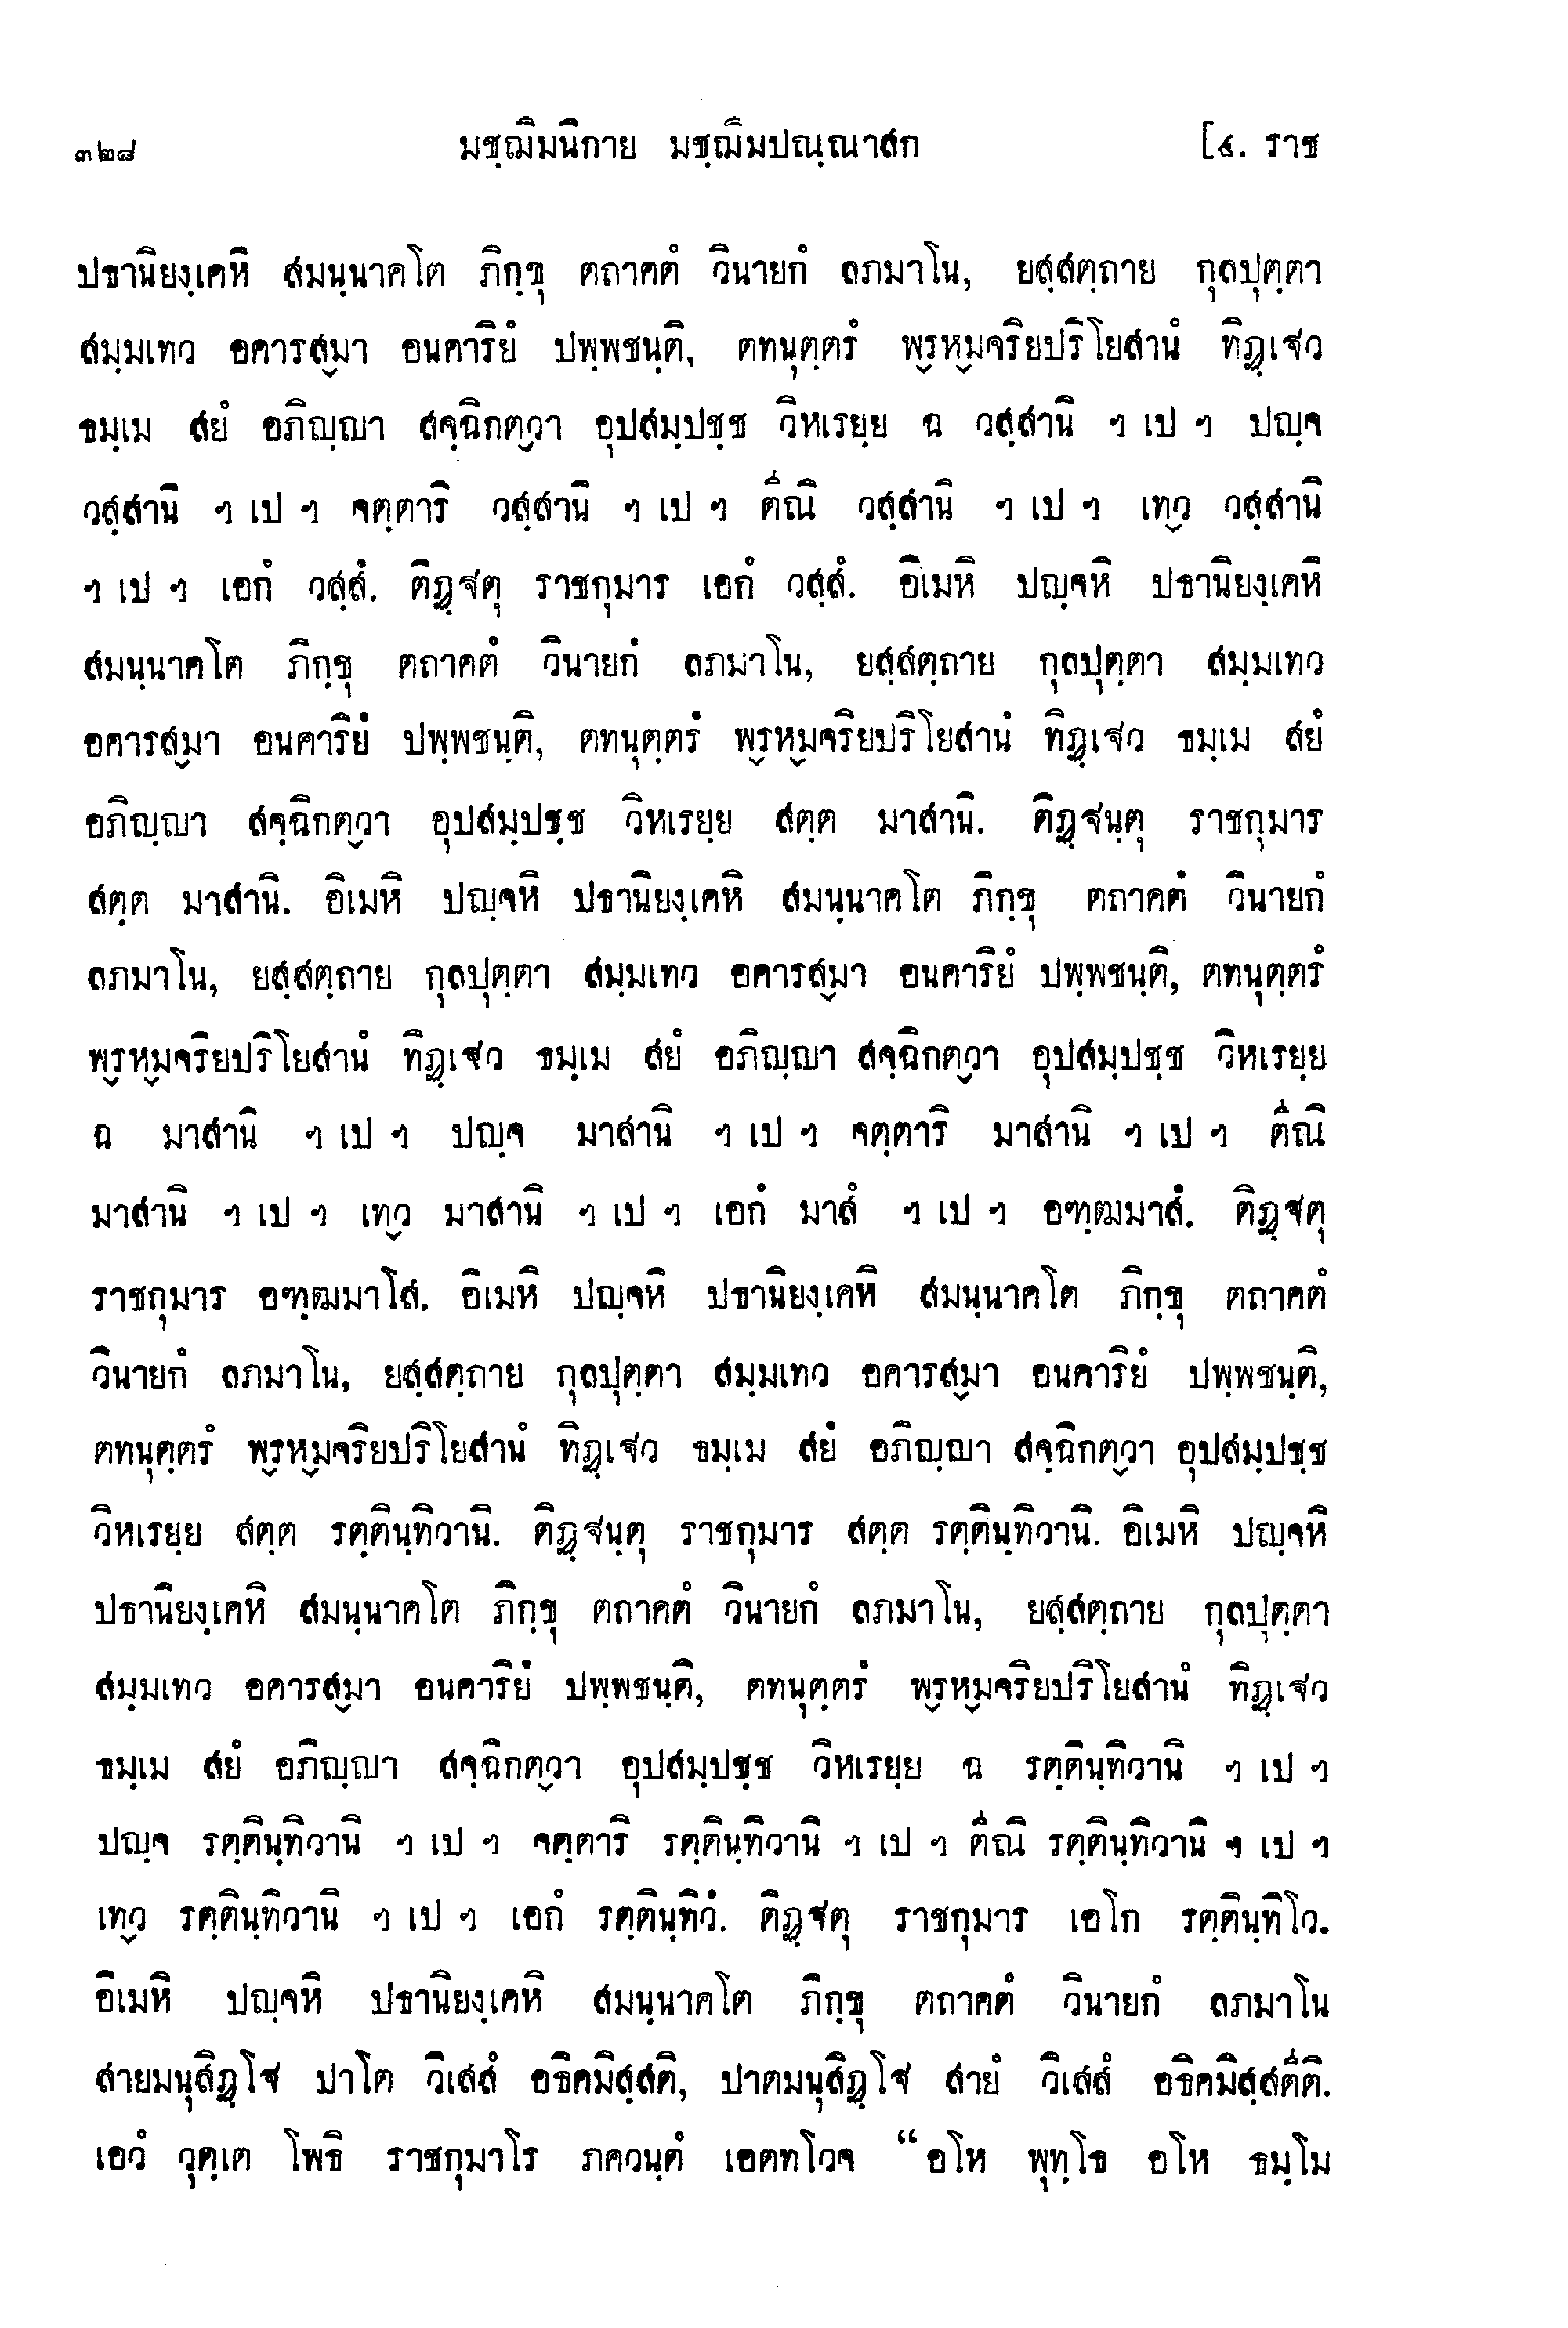 ๓๒๘ มชฺฌิมนิกาย มชฺฌิมปณฺณาสก [๔. ราช
ปธานิยงฺเคหิ สมนฺนาคโต ภิกฺขุ ตถาคตํ วินายกํ ลภมาโน, ยสฺสตฺถาย กุลปุตฺตา
สมฺมเทว อคารสฺมา อนคาริยํ ปพฺพชนฺติ, ตทนุตฺตรํ พฺรหฺมจริยปริโยสานํ ทิฏฺเฐว
ธมฺเม สยํ อภิญฺญา สจฺฉิกตฺวา อุปสมฺปชฺช วิหเรยฺย ฉ วสฺสานิ ฯ เป ฯ ปญฺจ
วสฺสานิ ฯ เป ฯ จตฺตาริ วสฺสานิ ฯ เป ฯ ตีณิ วสฺสานิ ฯ เป ฯ เทฺว วสฺสานิ
ฯ เป ฯ เอกํ วสฺสํ. ติฏฺฐตุ ราชกุมาร เอกํ วสฺสํ. อิเมหิ ปญฺจหิ ปธานิยงฺเคหิ
สมนฺนาคโต ภิกฺขุ ตถาคตํ วินายกํ ลภมาโน, ยสฺสตฺถาย กุลปุตฺตา สมฺมเทว
อคารสฺมา อนคาริยํ ปพฺพชนฺติ, ตทนุตฺตรํ พฺรหฺมจริยปริโยสานํ ทิฏฺเฐว ธมฺเม สยํ
อภิญฺญา สจฺฉิกตฺวา อุปสมฺปชฺช วิหเรยฺย สตฺต มาสานิ. ติฏฺฐนฺตุ ราชกุมาร
สตฺต มาสานิ. อิเมหิ ปญฺจหิ ปธานิยงฺเคหิ สมนฺนาคโต ภิกฺขุ ตถาคตํ วินายกํ
ลภมาโน, ยสฺสตฺถาย กุลปุตฺตา สมฺมเทว อคารสฺมา อนคาริยํ ปพฺพชนฺติ, ตทนุตฺตรํ
พฺรหฺมจริยปริโยสานํ ทิฏฺเฐว ธมฺเม สยํ อภิญฺญา สจฺฉิกตฺวา อุปสมฺปชฺช วิหเรยฺย
ฉ มาสานิ ฯ เป ฯ ปญฺจ มาสานิ ฯ เป ฯ จตฺตาริ มาสานิ ฯ เป ฯ ตีณิ
มาสานิ ฯ เป ฯ เทฺว มาสานิ ฯ เป ฯ เอกํ มาสํ ฯ เป ฯ อฑฺฒมาสํ. ติฏฺฐตุ
ราชกุมาร อฑฺฒมาโส. อิเมหิ ปญฺจหิ ปธานิยงฺเคหิ สมนฺนาคโต ภิกฺขุ ตถาคตํ
วินายกํ ลภมาโน, ยสฺสตฺถาย กุลปุตฺตา สมฺมเทว อคารสฺมา อนคาริยํ ปพฺพชนฺติ,
ตทนุตฺตรํ พฺรหฺมจริยปริโยสานํ ทิฏฺเฐว ธมฺเม สยํ อภิญฺญา สจฺฉิกตฺวา อุปสมฺปชฺช
วิหเรยฺย สตฺต รตฺตินฺทิวานิ. ติฏฺฐนฺตุ ราชกุมาร สตฺต รตฺตินฺทิวานิ. อิเมหิ ปญฺจหิ
ปธานิยงฺเคหิ สมนฺนาคโต ภิกฺขุ ตถาคตํ วินายกํ ลภมาโน, ยสฺสตฺถาย กุลปุตฺตา
สมฺมเทว อคารสฺมา อนคาริยํ ปพฺพชนฺติ, ตทนุตฺตรํ พฺรหฺมจริยปริโยสานํ ทิฏฺเฐว
ธมฺเม สยํ อภิญฺญา สจฺฉิกตฺวา อุปสมฺปชฺช วิหเรยฺย ฉ รตฺตินฺทิวานิ ฯ เป ฯ
ปญฺจ รตฺตินฺทิวานิ ฯ เป ฯ จตฺตาริ รตฺตินฺทิวานิ ฯ เป ฯ ตีณิ รตฺตินฺทิวานิ ฯ เป ฯ
เทฺว รตฺตินฺทิวานิ ฯ เป ฯ เอกํ รตฺตินฺทิวํ. ติฏฺฐตุ ราชกุมาร เอโก รตฺตินฺทิโว.
อิเมหิ ปญฺจหิ ปธานิยงฺเคหิ สมนฺนาคโต ภิกฺขุ ตถาคตํ วินายกํ ลภมาโน
สายมนุสิฏฺโฐ ปาโต วิเสสํ อธิคมิสฺสติ, ปาตมนุสิฏฺโฐ สายํ วิเสสํ อธิคมิสฺสตีติ.
เอวํ วุตฺเต โพธิ ราชกุมาโร ภควนฺตํ เอตทโวจ “อโห พุทฺโธ อโห ธมฺโม